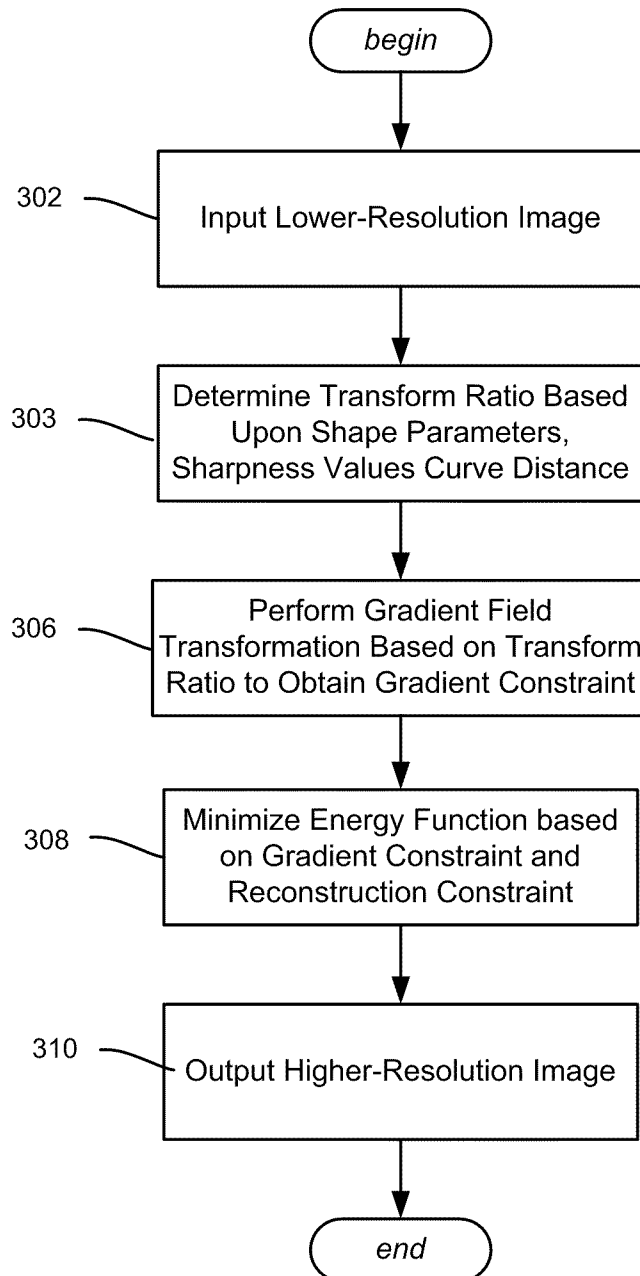 begin
302
Input Lower-Resolution Image
303
Determine Transform Ratio Based
Upon Shape Parameters,
Sharpness Values Curve Distance
306
Perform Gradient Field
Transformation Based on Transform
Ratio to Obtain Gradient Constraint
308
Minimize Energy Function based
on Gradient Constraint and
Reconstruction Constraint
310
Output Higher-Resolution Image
end